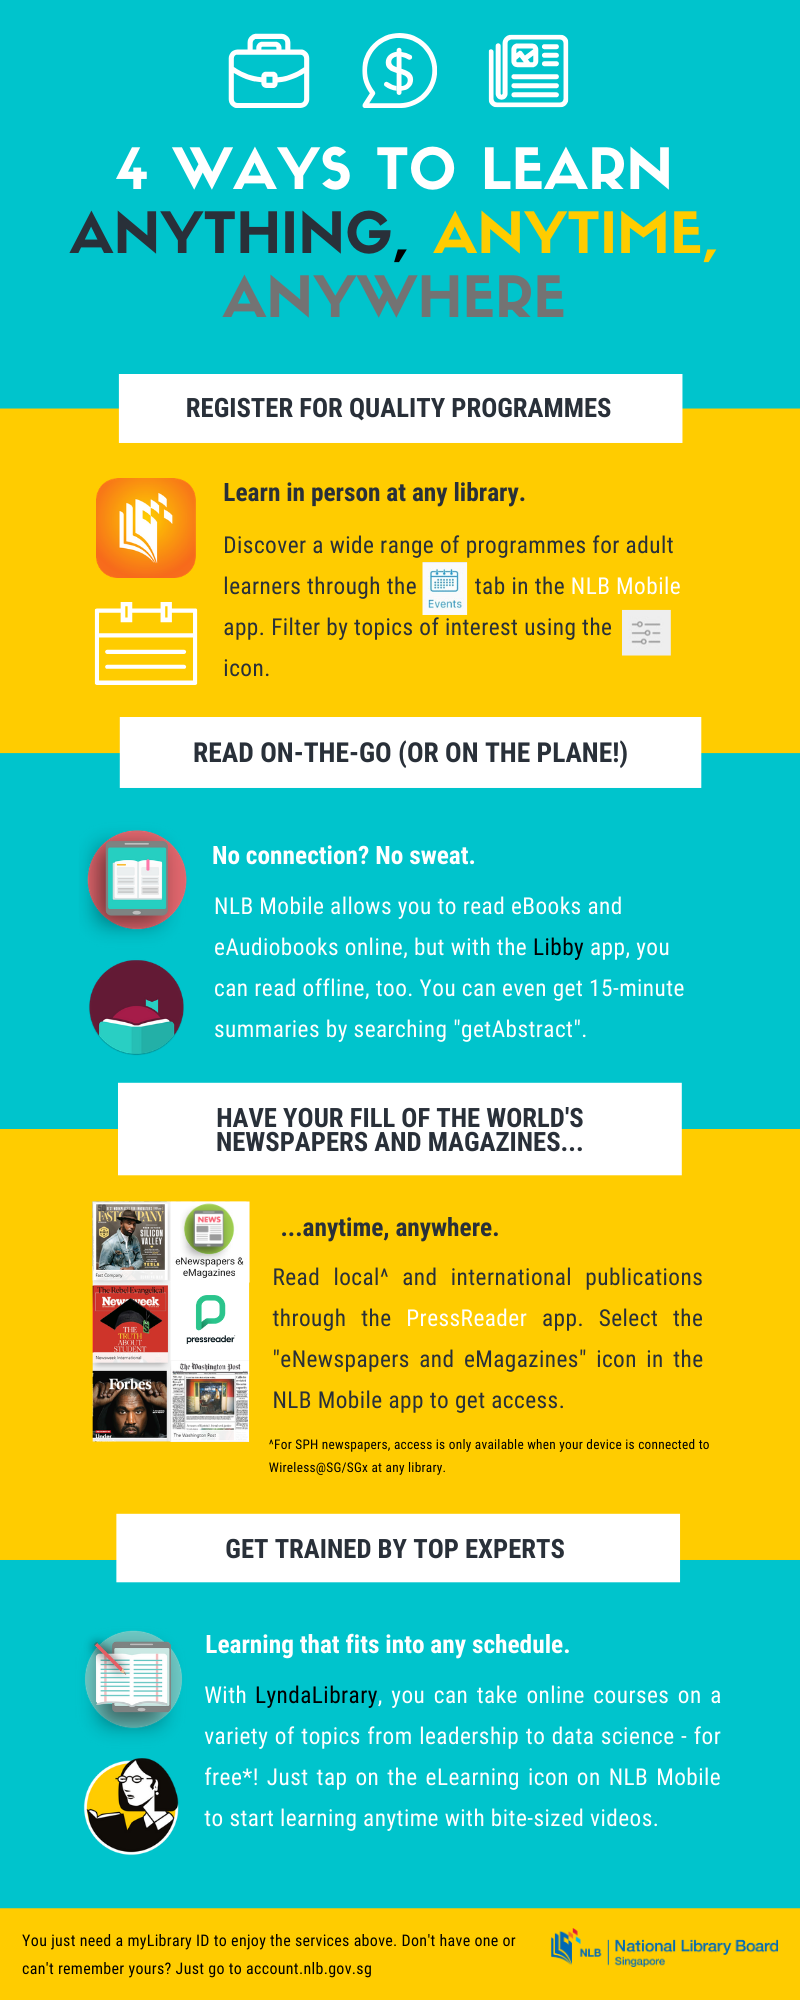 4 WAYS TO LEARN
ANYTHING, ANYTIME,
ANYWHERE
REGISTER FOR QUALITY PROGRAMMES
Learn in person at any library.
Discover a wide range of programmes for adult
learners through the Events tab in the NLB Mobile
app. Filter by topics of interest using the
icon.
READ ON-THE-GO (OR ON THE PLANE!)
No connection? No sweat.
NLB Mobile allows you to read eBooks and
eAudiobooks online, but with the Libby app, you
can read offline, too. You can even get 15-minute
summaries by searching "getAbstract".
HAVE YOUR FILL OF THE WORLD'S
NEWSPAPERS AND MAGAZINES...
FAST COMPANY
SILICON
VALLEY
Fast Company
NEWS
eNewspapers &
eMagazines
The Rebel Evangelical
Newsweek
THE
TRUTH
ABOUT
STUDENT
Newsweek International
pressreader
Forbes
The Washington Post
The Washington Post
...anytime, anywhere.
Read local^ and international publications
through the PressReader app. Select the
"eNewspapers and eMagazines" icon in the
NLB Mobile app to get access.
^For SPH newspapers, access is only available when your device is connected to
Wireless@SG/SGx at any library.
GET TRAINED BY TOP EXPERTS
Learning that fits into any schedule.
With LyndaLibrary, you can take online courses on a
variety of topics from leadership to data science - for
free*! Just tap on the eLearning icon on NLB Mobile
to start learning anytime with bite-sized videos.
You just need a myLibrary ID to enjoy the services above. Don't have one or
can't remember yours? Just go to account.nlb.gov.sg
NLB National Library Board
Singapore